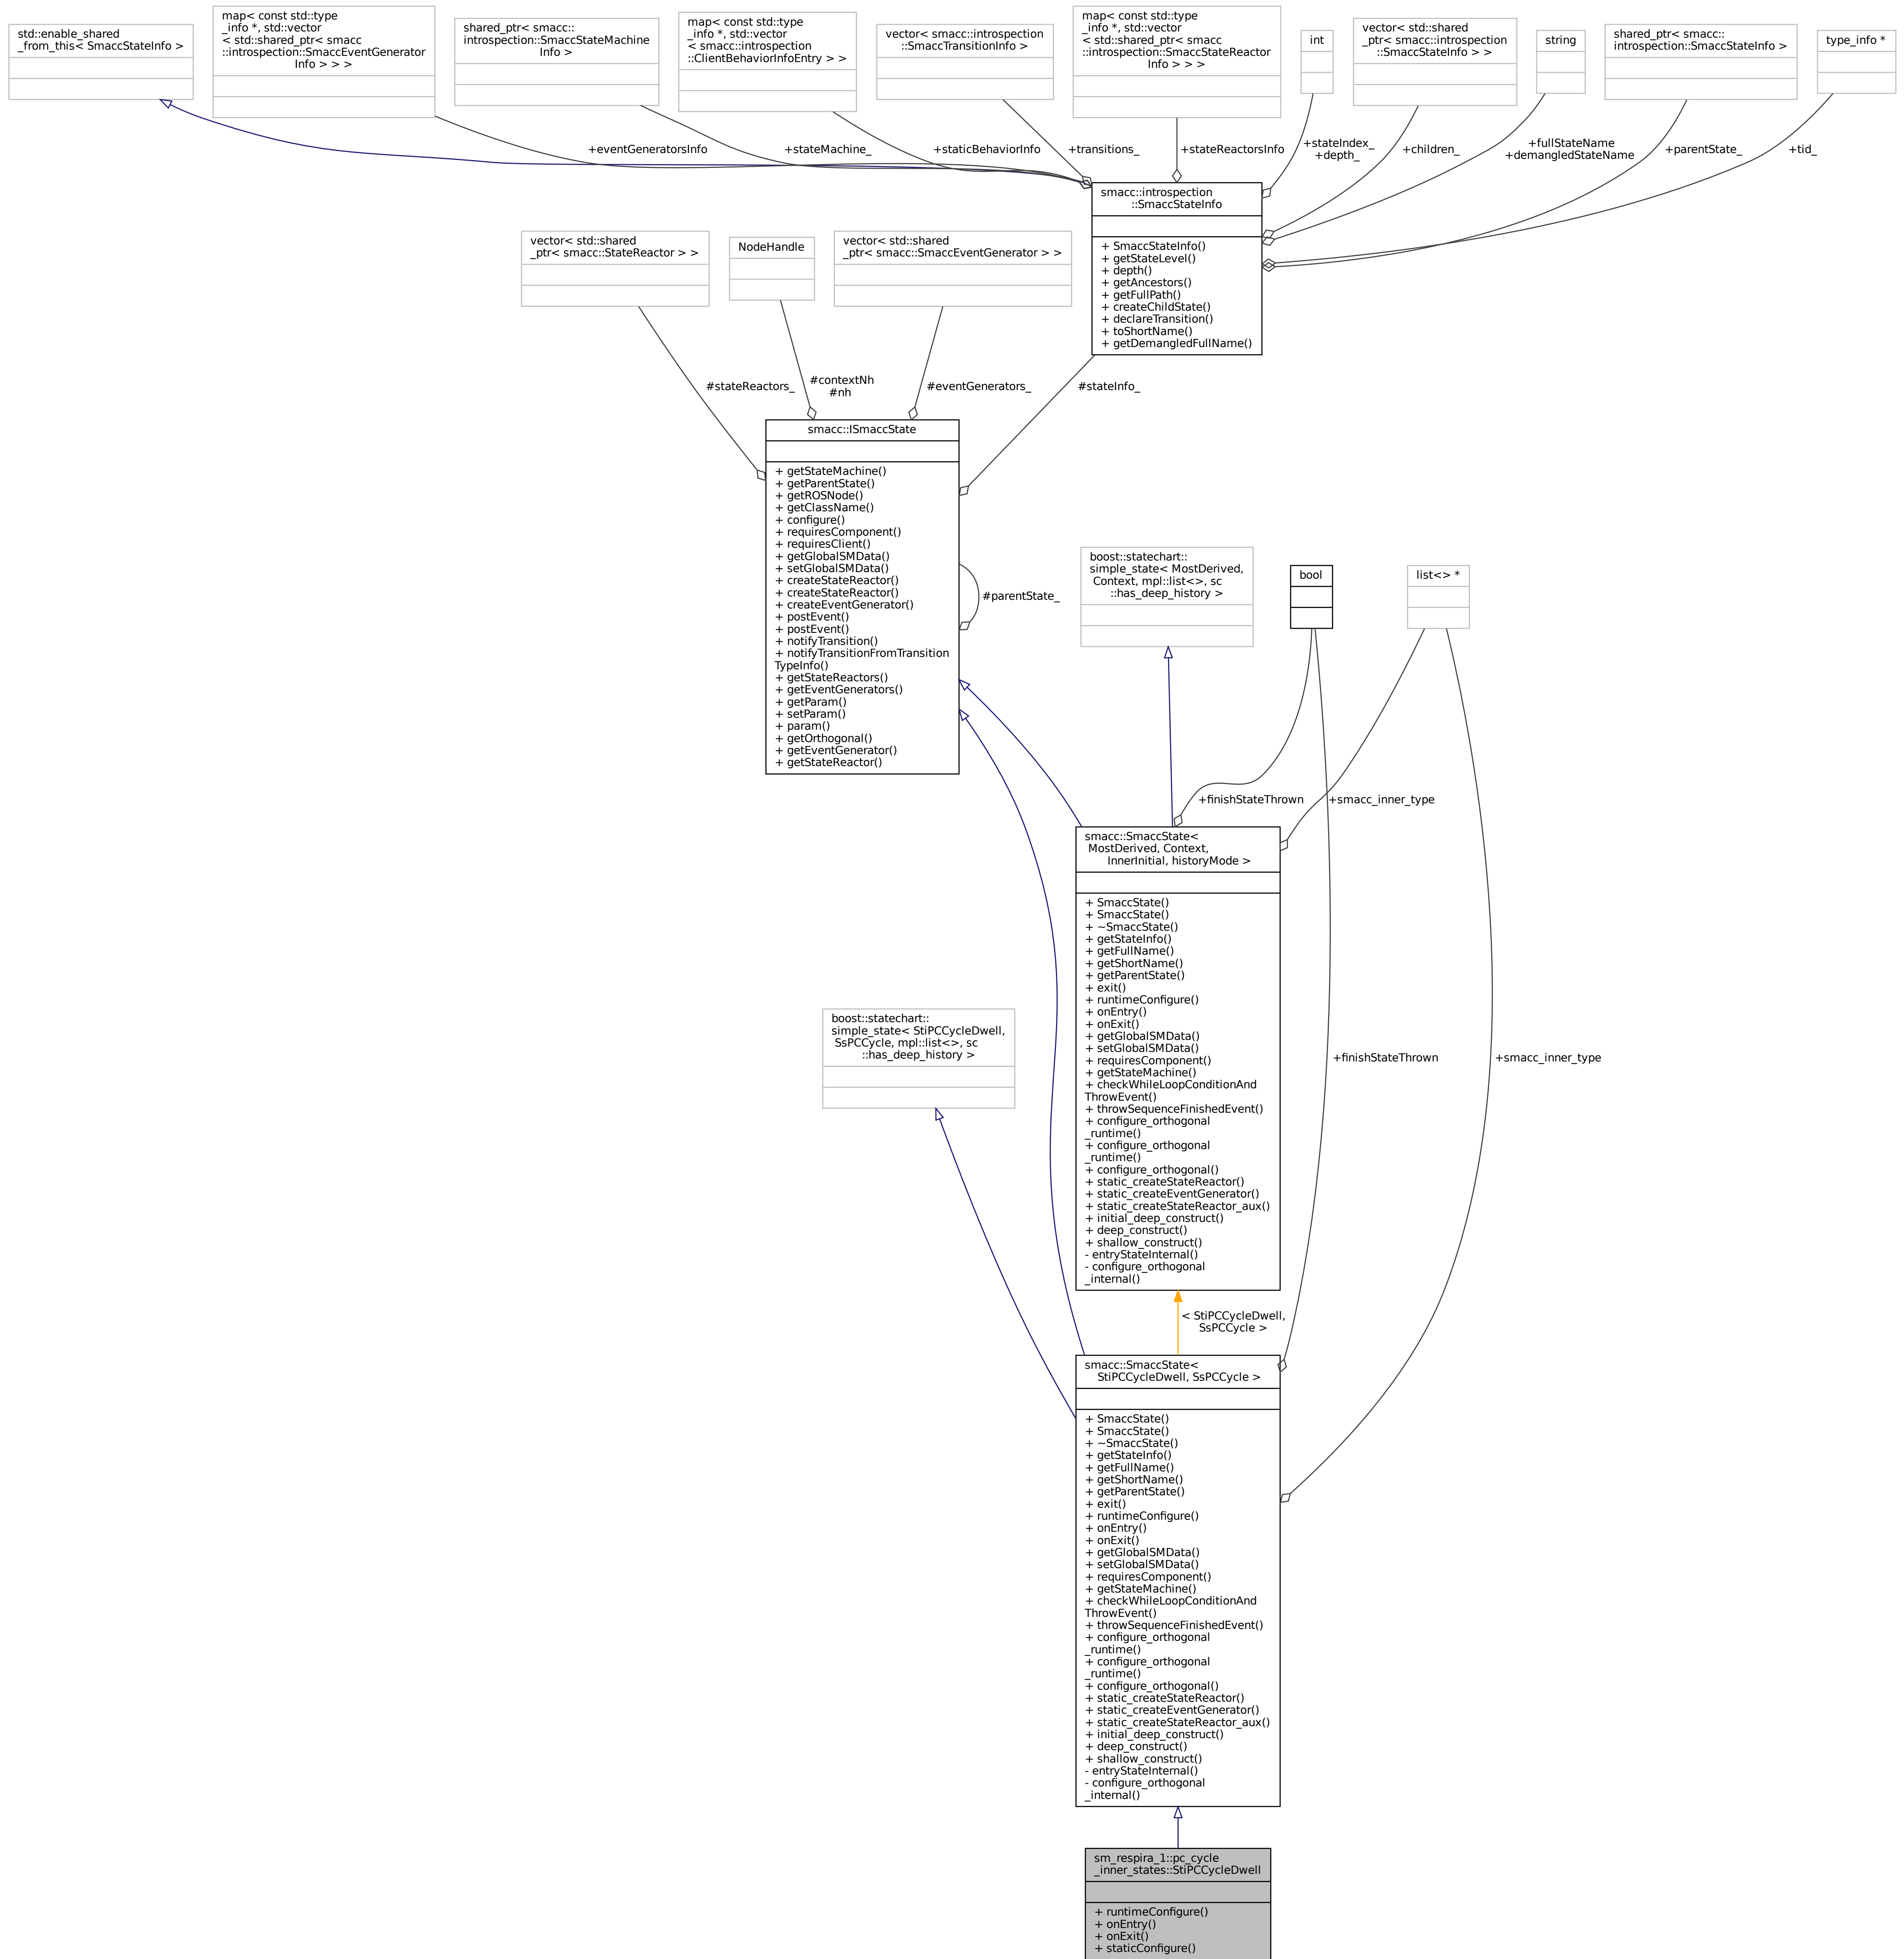 std::enable_shared
_from_this< SmaccStateInfo >
map< const std::type
_info *, std::vector
< std::shared_ptr< smacc
::introspection::SmaccEventGenerator
Info > > >
shared_ptr< smacc::
introspection::SmaccStateMachine
Info >
map< const std::type
_info *, std::vector
< smacc::introspection
::ClientBehaviorInfoEntry > >
vector< smacc::introspection
::SmaccTransitionInfo >
map< const std::type
_info *, std::vector
< std::shared_ptr< smacc
::introspection::SmaccStateReactor
Info > > >
int
vector< std::shared
_ptr< smacc::introspection
::SmaccStateInfo > >
string
shared_ptr< smacc::
introspection::SmaccStateInfo >
type_info *
+eventGeneratorsInfo
+stateMachine_
+staticBehaviorInfo
+transitions_
+stateReactorsInfo
+stateIndex_
+depth_
+children_
+fullStateName
+demangledStateName
+parentState_
+tid_
smacc::introspection
::SmaccStateInfo
+ SmaccStateInfo()
+ getStateLevel()
+ depth()
+ getAncestors()
+ getFullPath()
+ createChildState()
+ declareTransition()
+ toShortName()
+ getDemangledFullName()
vector< std::shared
_ptr< smacc::StateReactor > >
NodeHandle
vector< std::shared
_ptr< smacc::SmaccEventGenerator > >
#stateReactors_
#contextNh
#nh
#eventGenerators_
#stateInfo_
smacc::ISmaccState
+ getStateMachine()
+ getParentState()
+ getROSNode()
+ getClassName()
+ configure()
+ requiresComponent()
+ requiresClient()
+ getGlobalSMData()
+ setGlobalSMData()
+ createStateReactor()
+ createStateReactor()
+ createEventGenerator()
+ postEvent()
+ postEvent()
+ notifyTransition()
+ notifyTransitionFromTransition
TypeInfo()
+ getStateReactors()
+ getEventGenerators()
+ getParam()
+ setParam()
+ param()
+ getOrthogonal()
+ getEventGenerator()
+ getStateReactor()
#parentState_
boost::statechart::
simple_state< MostDerived,
Context, mpl::list<>, sc
::has_deep_history >
bool
list<> *
+finishStateThrown
+smacc_inner_type
smacc::SmaccState<
MostDerived, Context,
InnerInitial, historyMode >
+ SmaccState()
+ SmaccState()
+ ~SmaccState()
+ getStateInfo()
+ getFullName()
+ getShortName()
+ getParentState()
+ exit()
+ runtimeConfigure()
+ onEntry()
+ onExit()
+ getGlobalSMData()
+ setGlobalSMData()
+ requiresComponent()
+ getStateMachine()
+ checkWhileLoopConditionAnd
ThrowEvent()
+ throwSequenceFinishedEvent()
+ configure_orthogonal
_runtime()
+ configure_orthogonal
_runtime()
+ configure_orthogonal()
+ static_createStateReactor()
+ static_createEventGenerator()
+ static_createStateReactor_aux()
+ initial_deep_construct()
+ deep_construct()
+ shallow_construct()
- entryStateInternal()
- configure_orthogonal
_internal()
boost::statechart::
simple_state< StiPCCycleDwell,
SsPCCycle, mpl::list<>, sc
::has_deep_history >
+finishStateThrown
+smacc_inner_type
< StiPCCycleDwell,
SsPCCycle >
smacc::SmaccState<
StiPCCycleDwell, SsPCCycle >
+ SmaccState()
+ SmaccState()
+ ~SmaccState()
+ getStateInfo()
+ getFullName()
+ getShortName()
+ getParentState()
+ exit()
+ runtimeConfigure()
+ onEntry()
+ onExit()
+ getGlobalSMData()
+ setGlobalSMData()
+ requiresComponent()
+ getStateMachine()
+ checkWhileLoopConditionAnd
ThrowEvent()
+ throwSequenceFinishedEvent()
+ configure_orthogonal
_runtime()
+ configure_orthogonal
_runtime()
+ configure_orthogonal()
+ static_createStateReactor()
+ static_createEventGenerator()
+ static_createStateReactor_aux()
+ initial_deep_construct()
+ deep_construct()
+ shallow_construct()
- entryStateInternal()
- configure_orthogonal
_internal()
sm_respira_1::pc_cycle
_inner_states::StiPCCycleDwell
+ runtimeConfigure()
+ onEntry()
+ onExit()
+ staticConfigure()